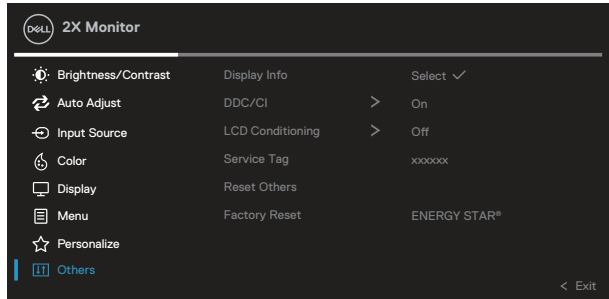 DELL 2X Monitor
Brightness/Contrast Display Info Select ✓
Auto Adjust DDC/CI > On
Input Source LCD Conditioning > Off
Color Service Tag xxxxxx
Display Reset Others
Menu Factory Reset ENERGY STAR®
Personalize
Others
< Exit